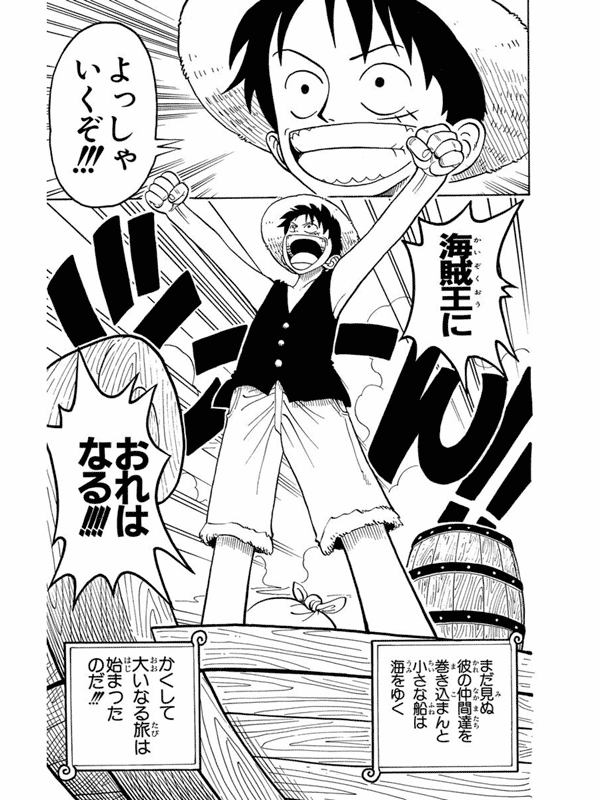 よっしゃ
いくぞ!!!
海賊王に
おれは
なる!!!!
まだ見ぬ
彼の仲間達を
巻き込まんと
小さな船は
海をゆく
かくして
大いなる旅は
始まった
のだ!!!